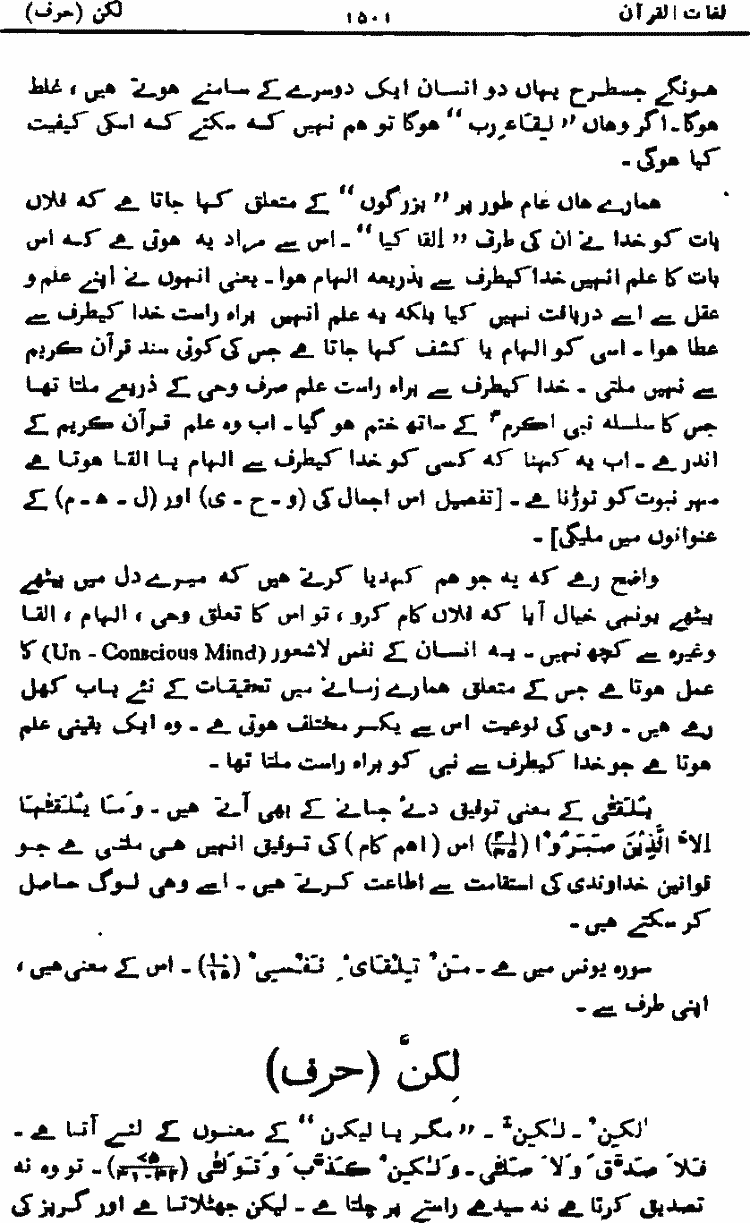 لغات القرآن ۱۵۰۱ لکن (حرف)
ہونگے جسطرح یہاں دو انسان ایک دوسرے کے سامنے ہوتے ہیں، غلط
ہوگا۔ اگر وہاں ”لِقَاءِ رب“ ہوگا تو ہم نہیں کہہ سکتے کہ اسکی کیفیت
کیا ہوگی۔
ہمارے ہاں عام طور پر ”بزرگوں“ کے متعلق کہا جاتا ہے کہ فلاں
بات کو خدا نے ان کی طرف ”القا کیا“۔ اس سے مراد یہ ہوتی ہے کہ اس
بات کا علم انہیں خدا کیطرف سے بذریعہ الہام ہوا۔ یعنی انہوں نے اپنے علم و
عقل سے اسے دریافت نہیں کیا بلکہ یہ علم انہیں براہ راست خدا کیطرف سے
عطا ہوا۔ اسی کو الہام یا کشف کہا جاتا ہے جس کی کوئی سند قرآن کریم
سے نہیں ملتی۔ خدا کیطرف سے براہ راست علم صرف وحی کے ذریعے ملتا تھا
جس کا سلسلہ نبی اکرمؐ کے ساتھ ختم ہو گیا۔ اب وہ علم قرآن کریم کے
اندر ہے۔ اب یہ کہنا کہ کسی کو خدا کیطرف سے الہام یا القا ہوتا ہے
مہر نبوت کو توڑنا ہے۔ [تفصیل اس اجمال کی (و۔ح۔ی) اور (ل۔ہ۔م) کے
عنوانوں میں ملیگی]۔
واضح رہے کہ یہ جو ہم کہدیا کرتے ہیں کہ میرے دل میں بیٹھے
بیٹھے یونہی خیال آیا کہ فلاں کام کرو، تو اس کا تعلق وحی، الہام، القا
وغیرہ سے کچھ نہیں۔ یہ انسان کے نفس لاشعور (Un - Conscious Mind) کا
عمل ہوتا ہے جس کے متعلق ہمارے زمانے میں تحقیقات کے نئے باب کھل
رہے ہیں۔ وحی کی نوعیت اس سے یکسر مختلف ہوتی ہے۔ وہ ایک یقینی علم
ہوتا ہے جو خدا کیطرف سے نبی کو براہ راست ملتا تھا۔
یُلَقّٰی کے معنی توفیق دئے جانے کے بھی آتے ہیں۔ وَمَا یُلَقّٰہَا
اِلَّا الَّذِیْنَ صَبَرُوْا (۴۱/۳۵) اس (اہم کام) کی توفیق انہیں ہی ملتی ہے جو
قوانین خداوندی کی استقامت سے اطاعت کرتے ہیں۔ اسے وہی لوگ حاصل
کر سکتے ہیں۔
سورہ یونس میں ہے۔ مِنْ تِلْقَایِٔ نَفْسِیْ (۱۰/۱۵)۔ اس کے معنی ہیں،
اپنی طرف سے۔
لٰکِنَّ (حرف)
لٰکِنْ۔ لٰکِنَّ۔ ”مگر یا لیکن“ کے معنوں کے لئے آتا ہے۔
فَلَا صَدَّقَ وَلَا صَلّٰی۔ وَلٰکِنْ کَذَّبَ وَتَوَلّٰی (۷۵/۳۱-۳۲)۔ تو وہ نہ
تصدیق کرتا ہے نہ سیدھے راستے پر چلتا ہے۔ لیکن جھٹلاتا ہے اور گریز کی